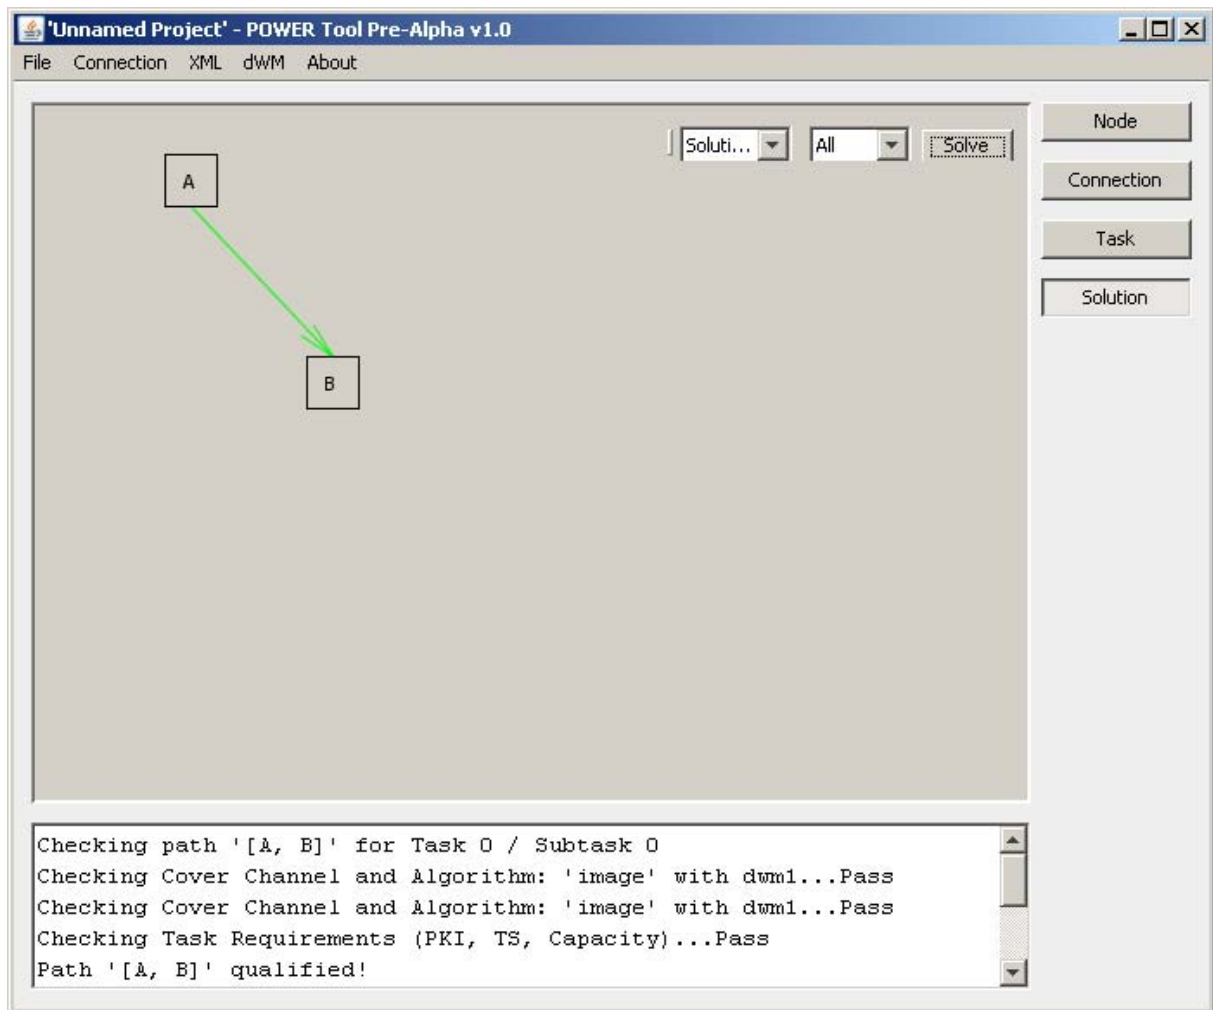 'Unnamed Project' - POWER Tool Pre-Alpha v1.0
File Connection XML dWM About
Soluti... All Solve
Node
Connection
Task
Solution
A
B
Checking path '[A, B]' for Task 0 / Subtask 0
Checking Cover Channel and Algorithm: 'image' with dwm1...Pass
Checking Cover Channel and Algorithm: 'image' with dwm1...Pass
Checking Task Requirements (PKI, TS, Capacity)...Pass
Path '[A, B]' qualified!